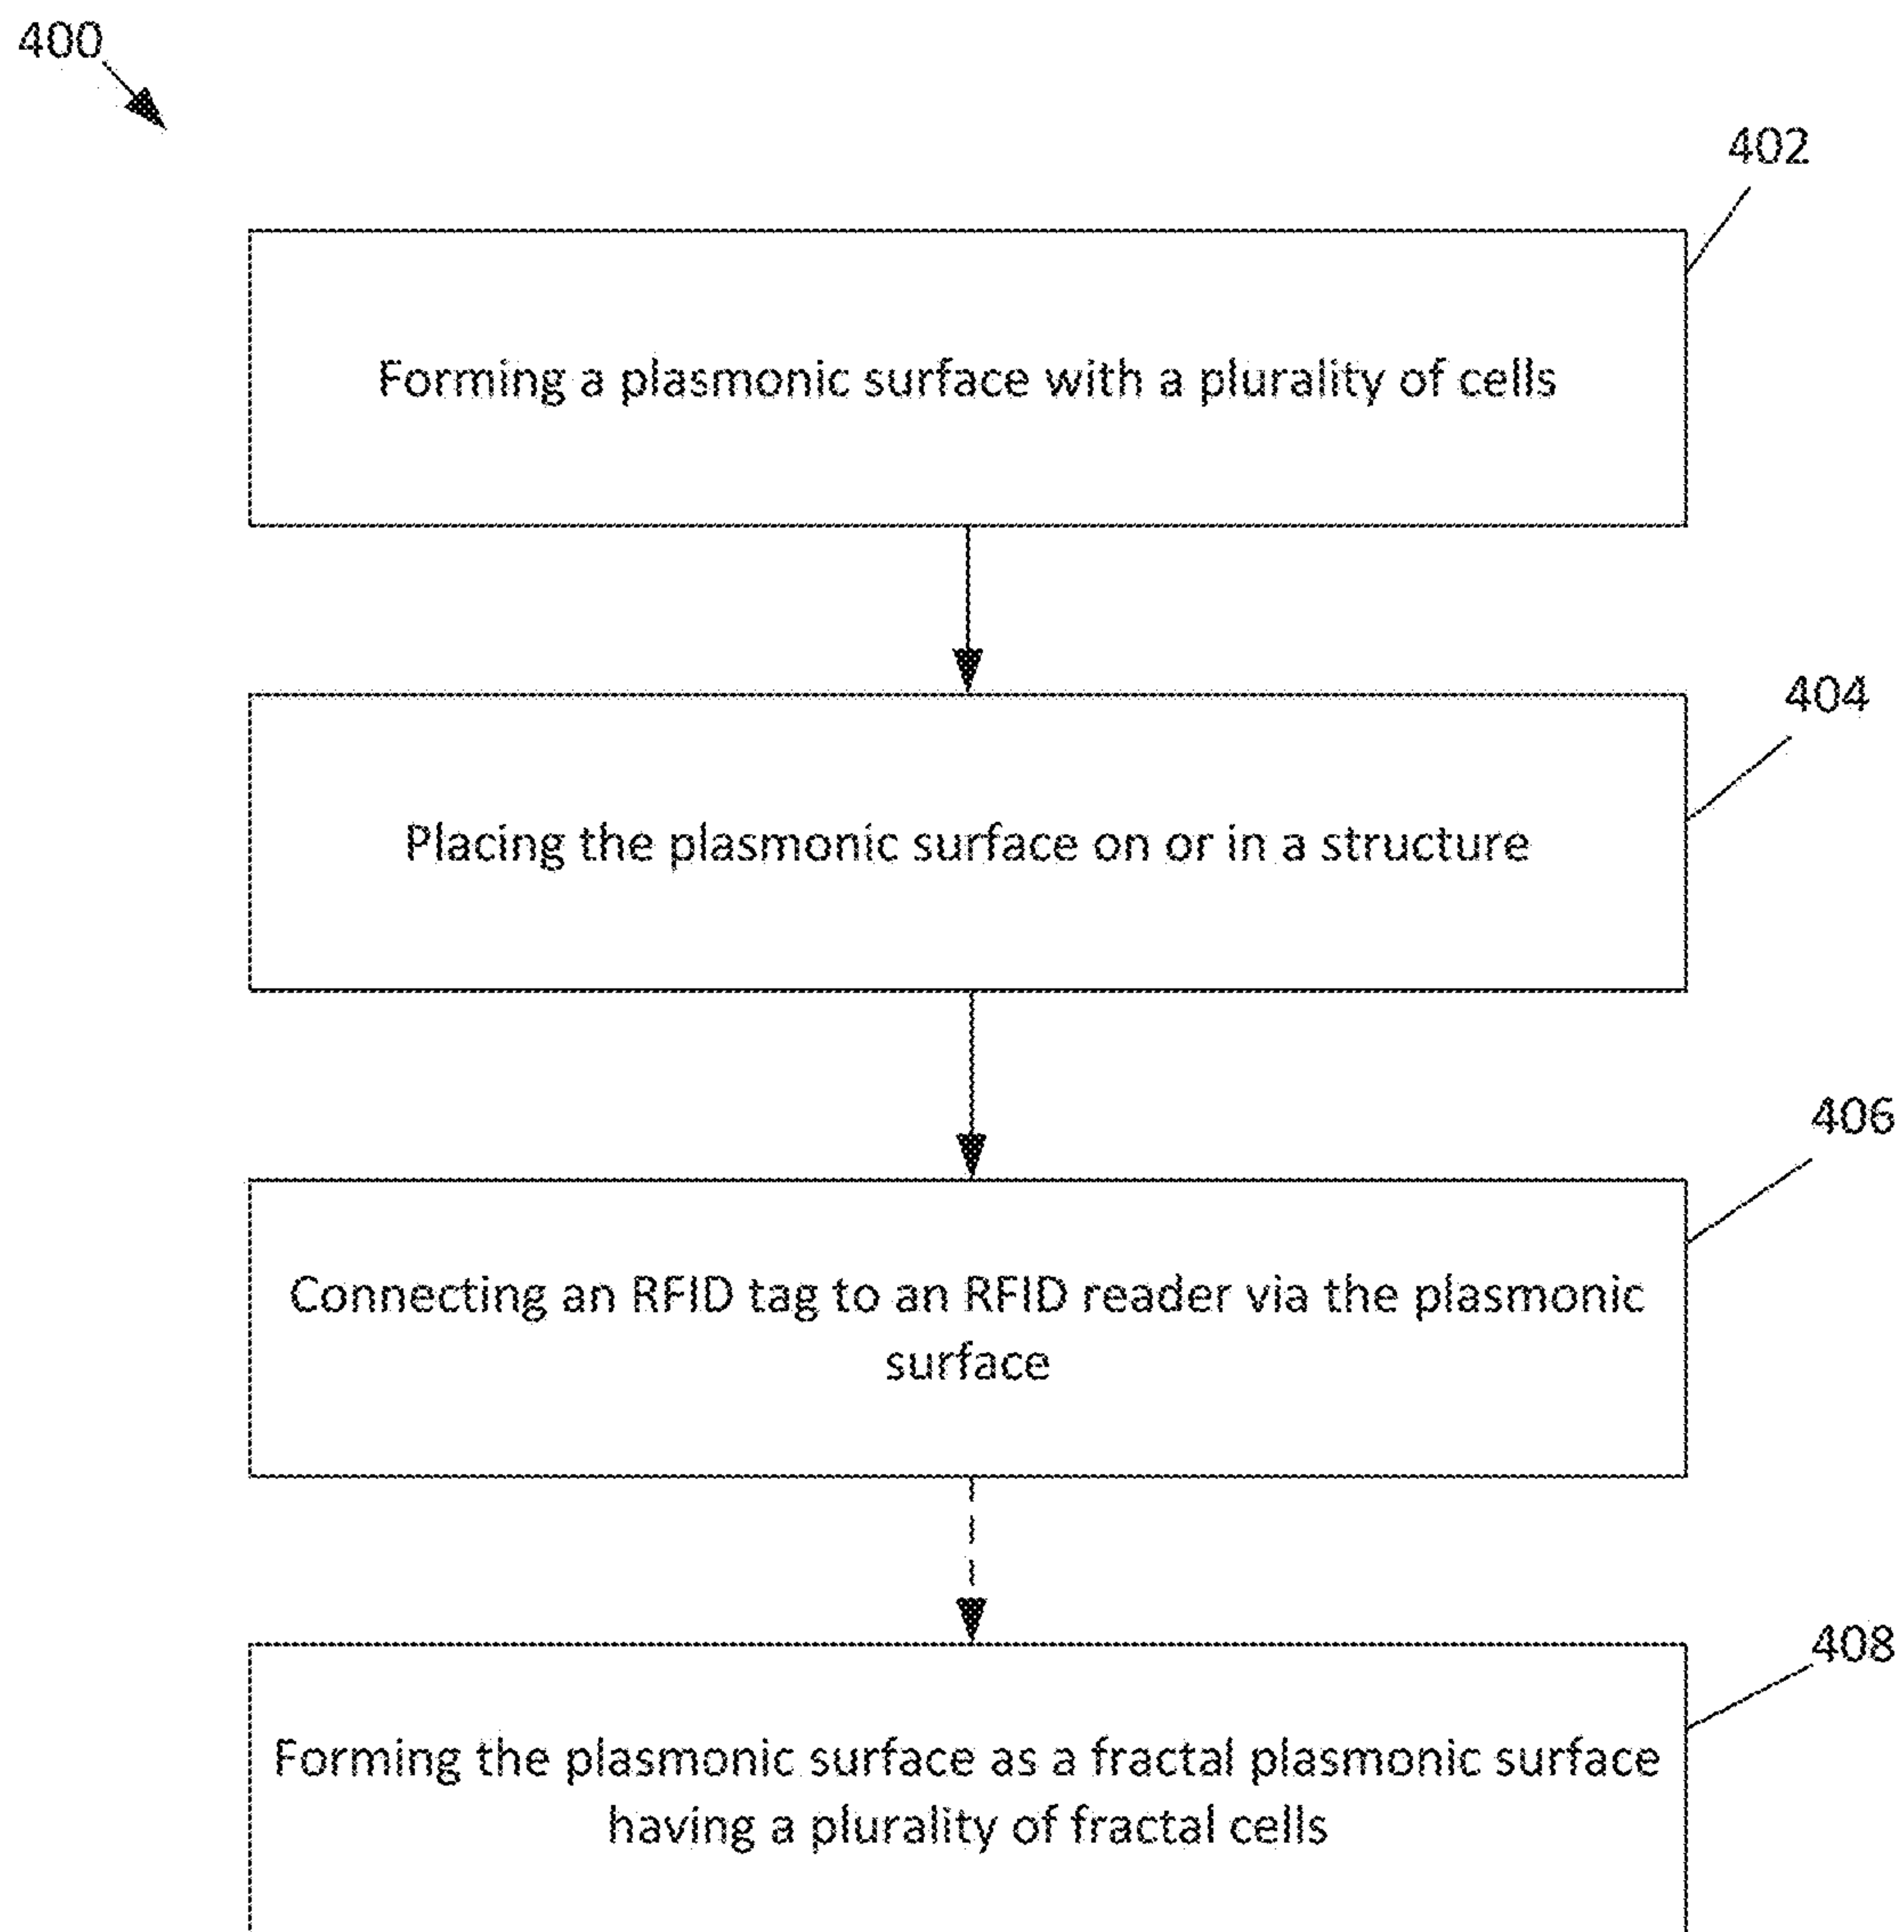 400
402
Forming a plasmonic surface with a plurality of cells
404
Placing the plasmonic surface on or in a structure
406
Connecting an RFID tag to an RFID reader via the plasmonic
surface
408
Forming the plasmonic surface as a fractal plasmonic surface
having a plurality of fractal cells